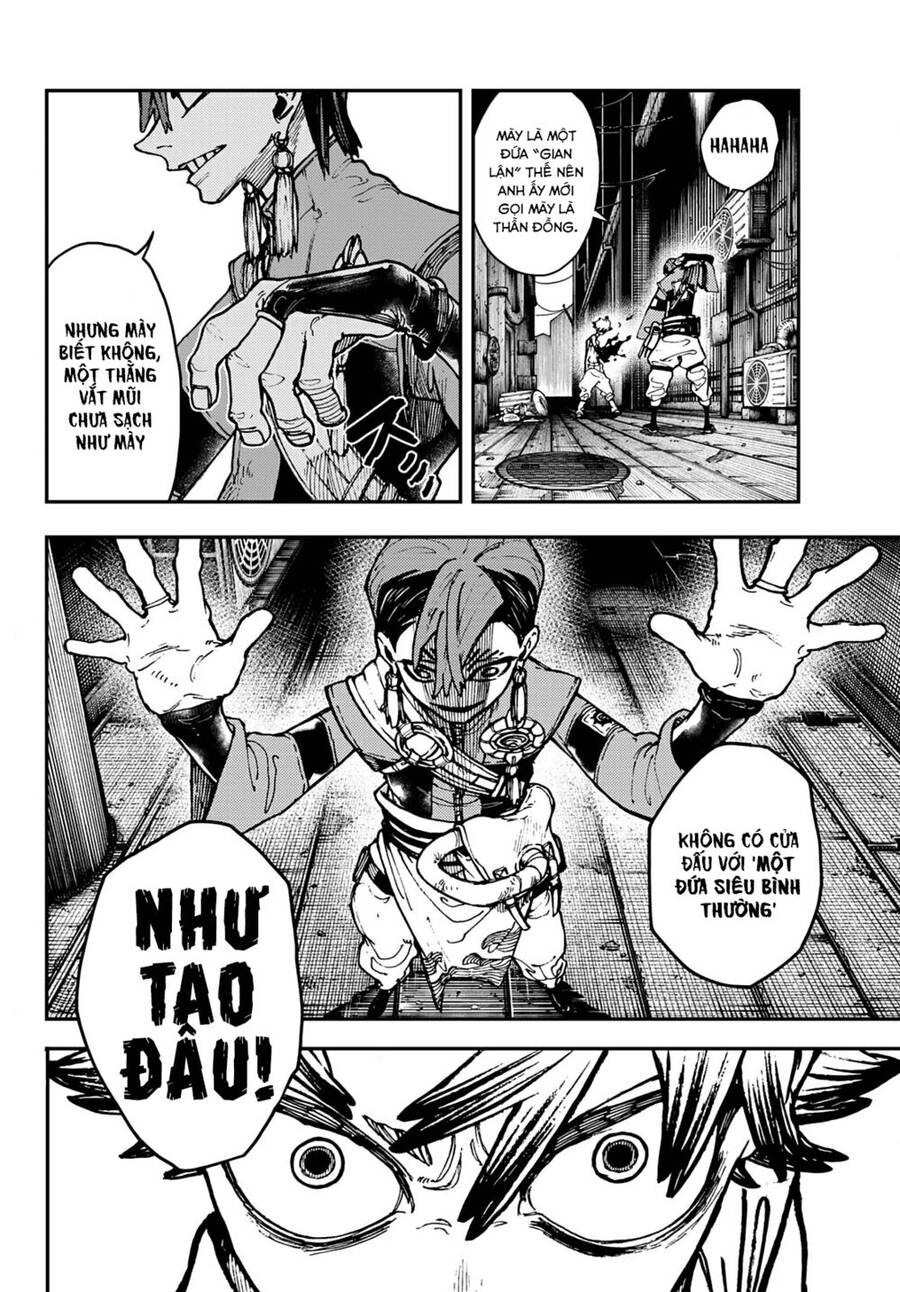 HAHAHA
MÀY LÀ MỘT
ĐỨA “GIAN
LẬN” THẾ NÊN
ANH ẤY MỚI
GỌI MÀY LÀ
THẦN ĐỒNG.
NHƯNG MÀY
BIẾT KHÔNG,
MỘT THẰNG
VẮT MŨI
CHƯA SẠCH
NHƯ MÀY
KHÔNG CÓ CỬA
ĐẤU VỚI 'MỘT
ĐỨA SIÊU BÌNH
THƯỜNG'
NHƯ
TAO
ĐÂU!